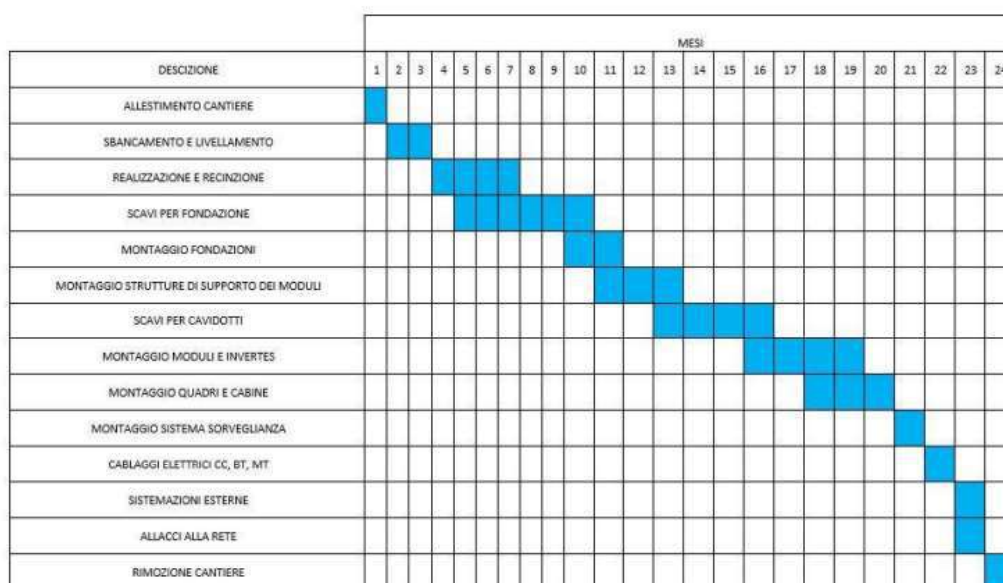 MESI
DESCIZIONE 1 2 3 4 5 6 7 8 9 10 11 12 13 14 15 16 17 18 19 20 21 22 23 24
ALLESTIMENTO CANTIERE
SBANCAMENTO E LIVELLAMENTO
REALIZZAZIONE E RECINZIONE
SCAVI PER FONDAZIONE
MONTAGGIO FONDAZIONI
MONTAGGIO STRUTTURE DI SUPPORTO DEI MODULI
SCAVI PER CAVIDOTTI
MONTAGGIO MODULI E INVERTES
MONTAGGIO QUADRI E CABINE
MONTAGGIO SISTEMA SORVEGLIANZA
CABLAGGI ELETTRICI CC, BT, MT
SISTEMAZIONI ESTERNE
ALLACCI ALLA RETE
RIMOZIONE CANTIERE